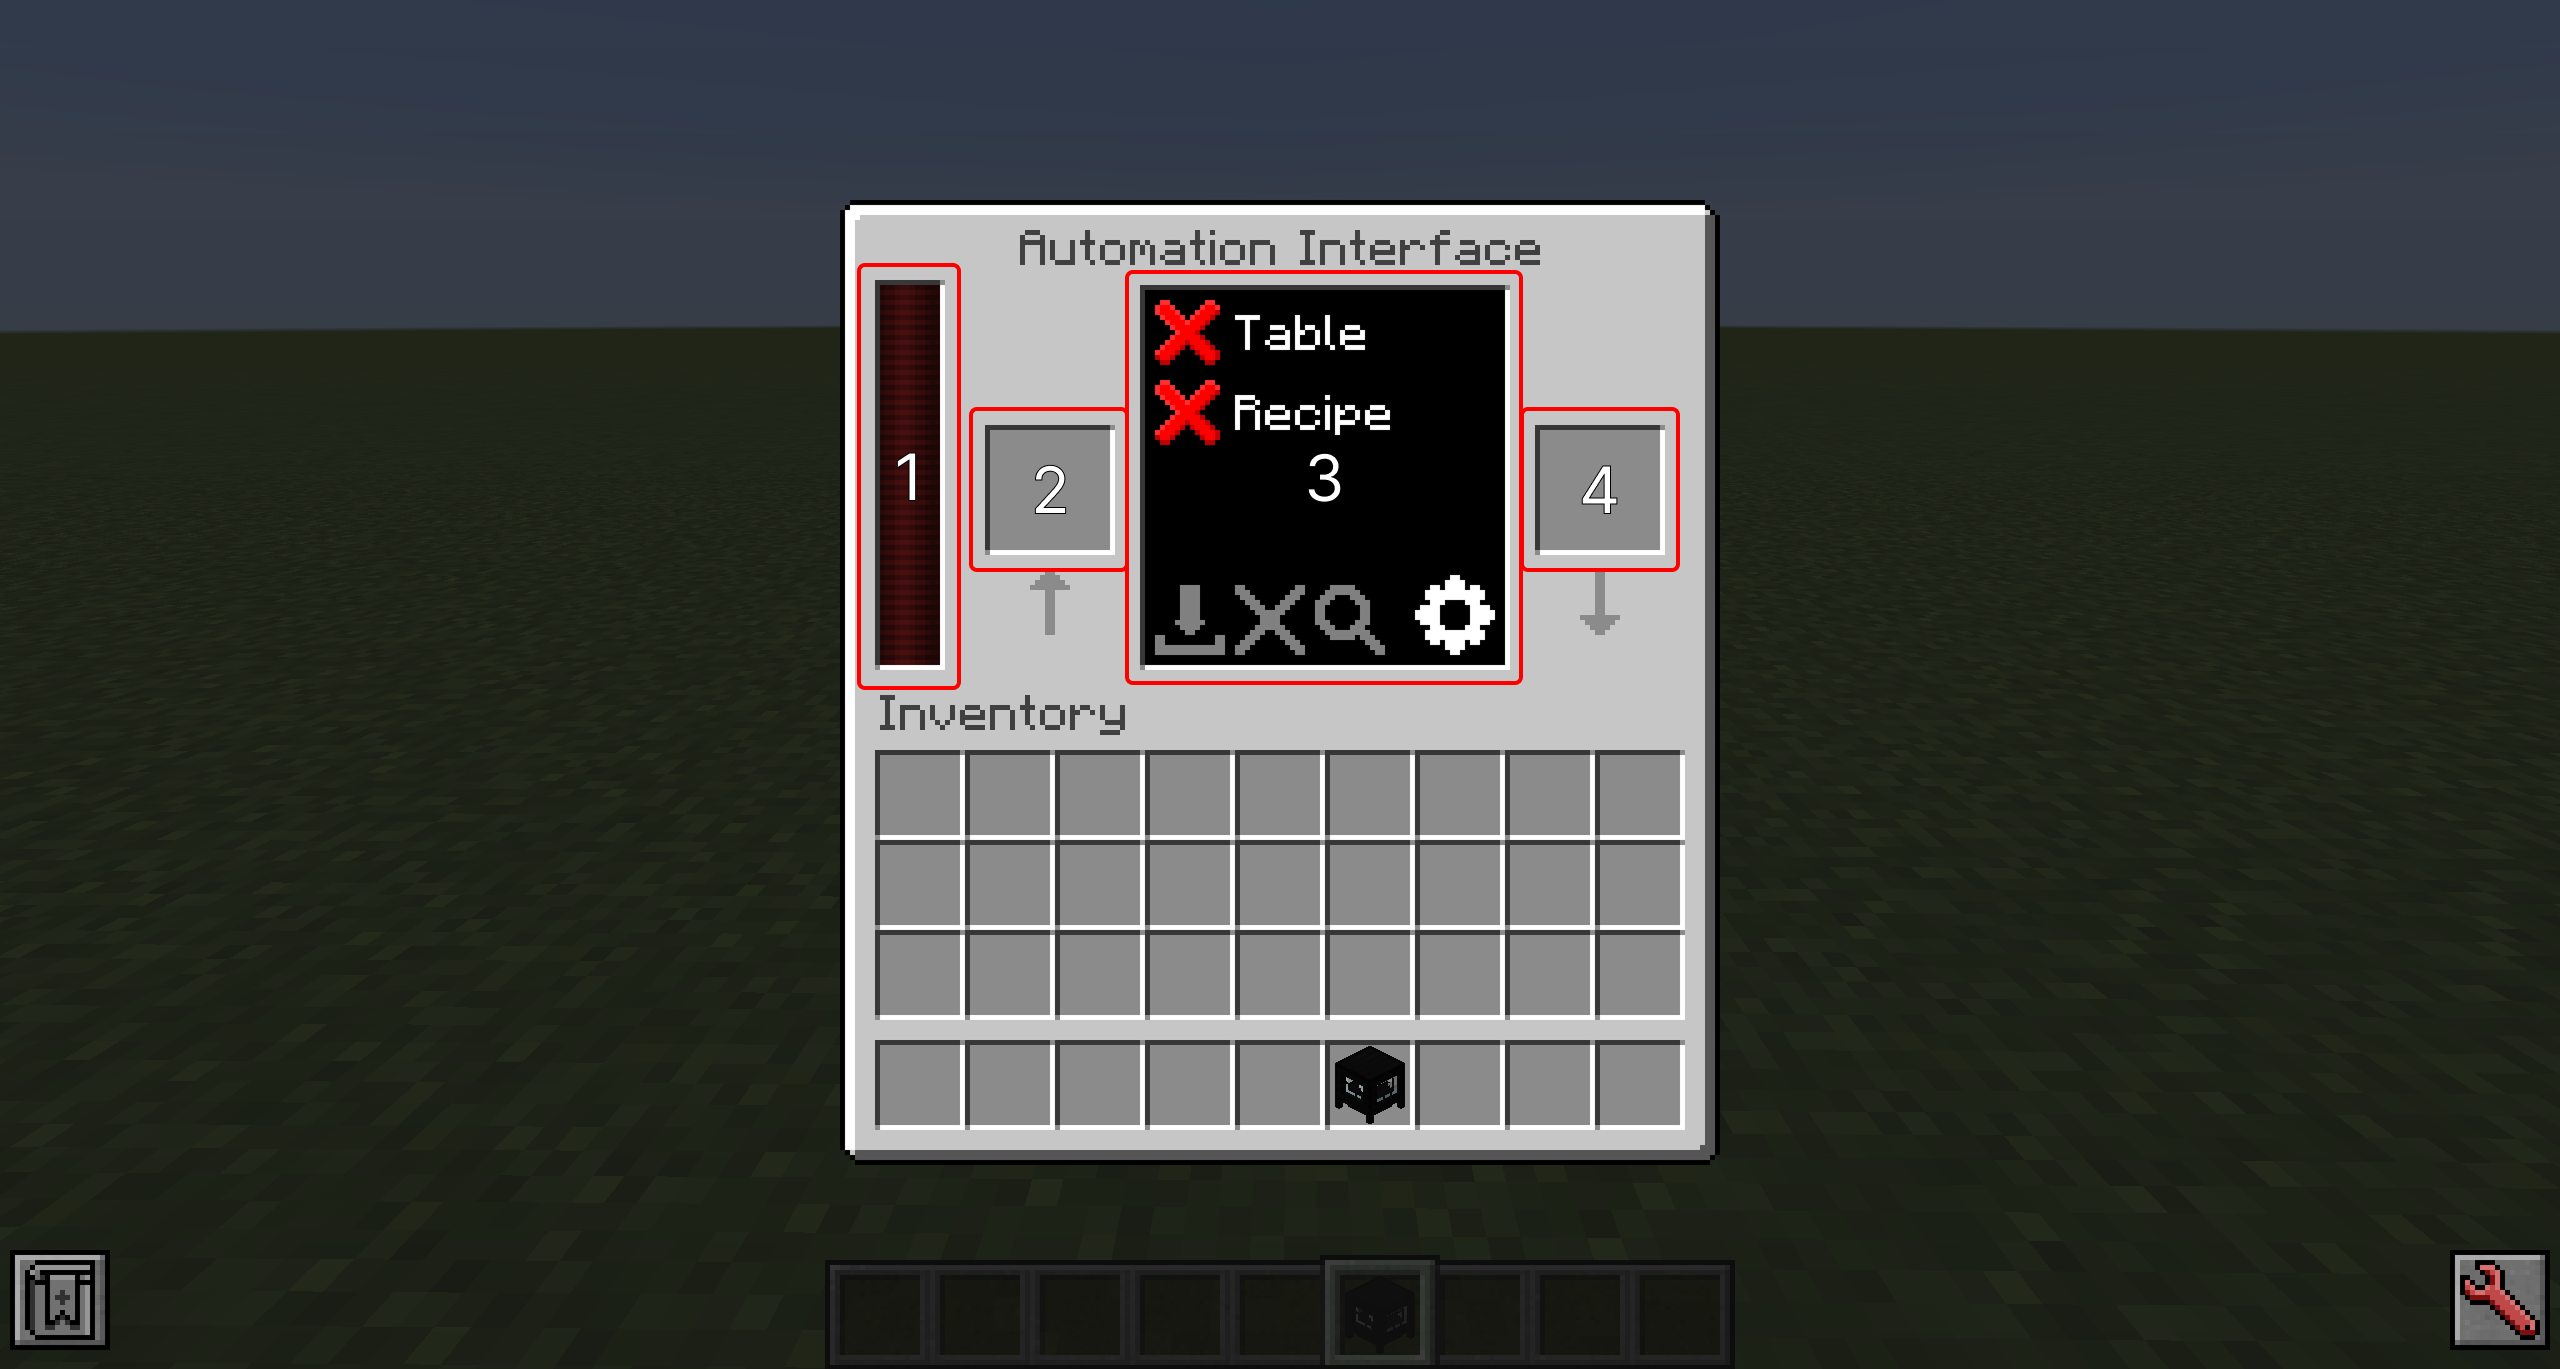 Automation Interface
Table
Recipe
1
2
3
4
Inventory